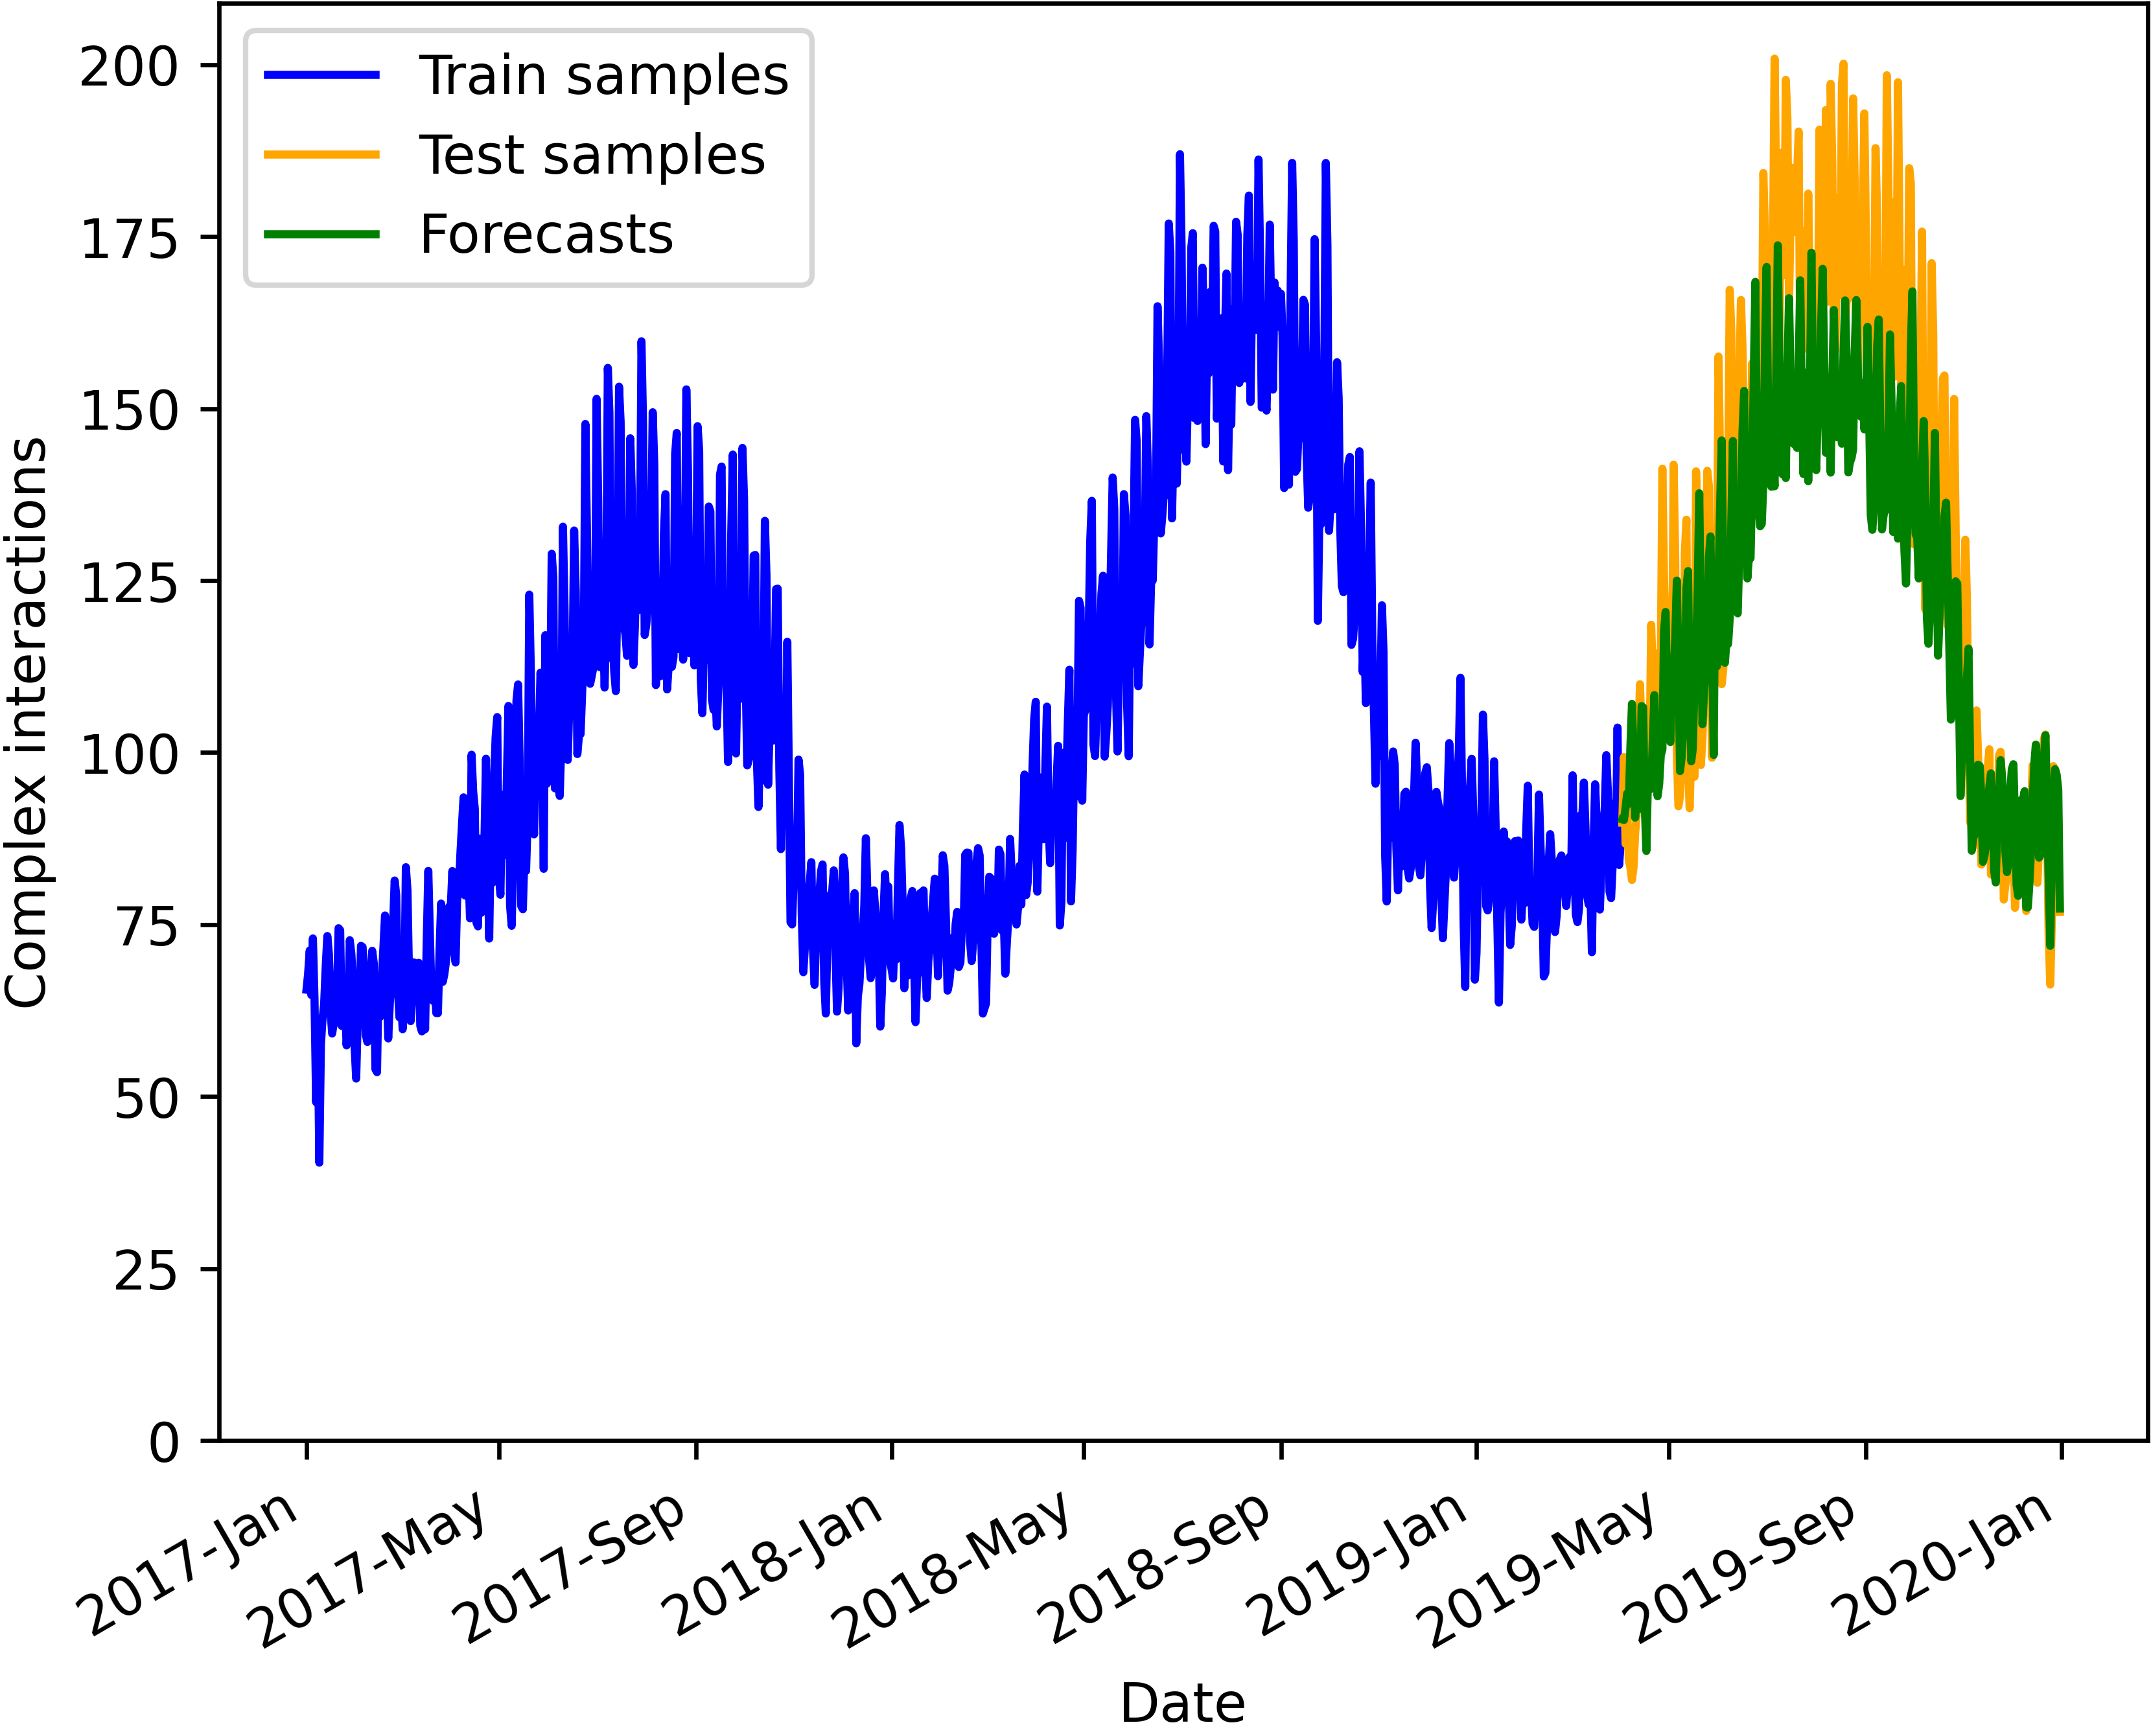 Train samples
Test samples
Forecasts
200
175
150
125
100
75
50
25
0
Complex interactions
2017-Jan
2017-May
2017-Sep
2018-Jan
2018-May
2018-Sep
2019-Jan
2019-May
2019-Sep
2020-Jan
Date